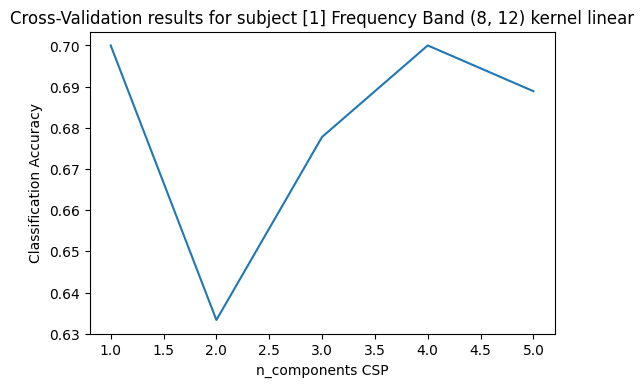 Cross-Validation results for subject [1] Frequency Band (8, 12) kernel linear
0.70
0.69
0.68
0.67
0.66
0.65
0.64
0.63
Classification Accuracy
1.0 1.5 2.0 2.5 3.0 3.5 4.0 4.5 5.0
n_components CSP